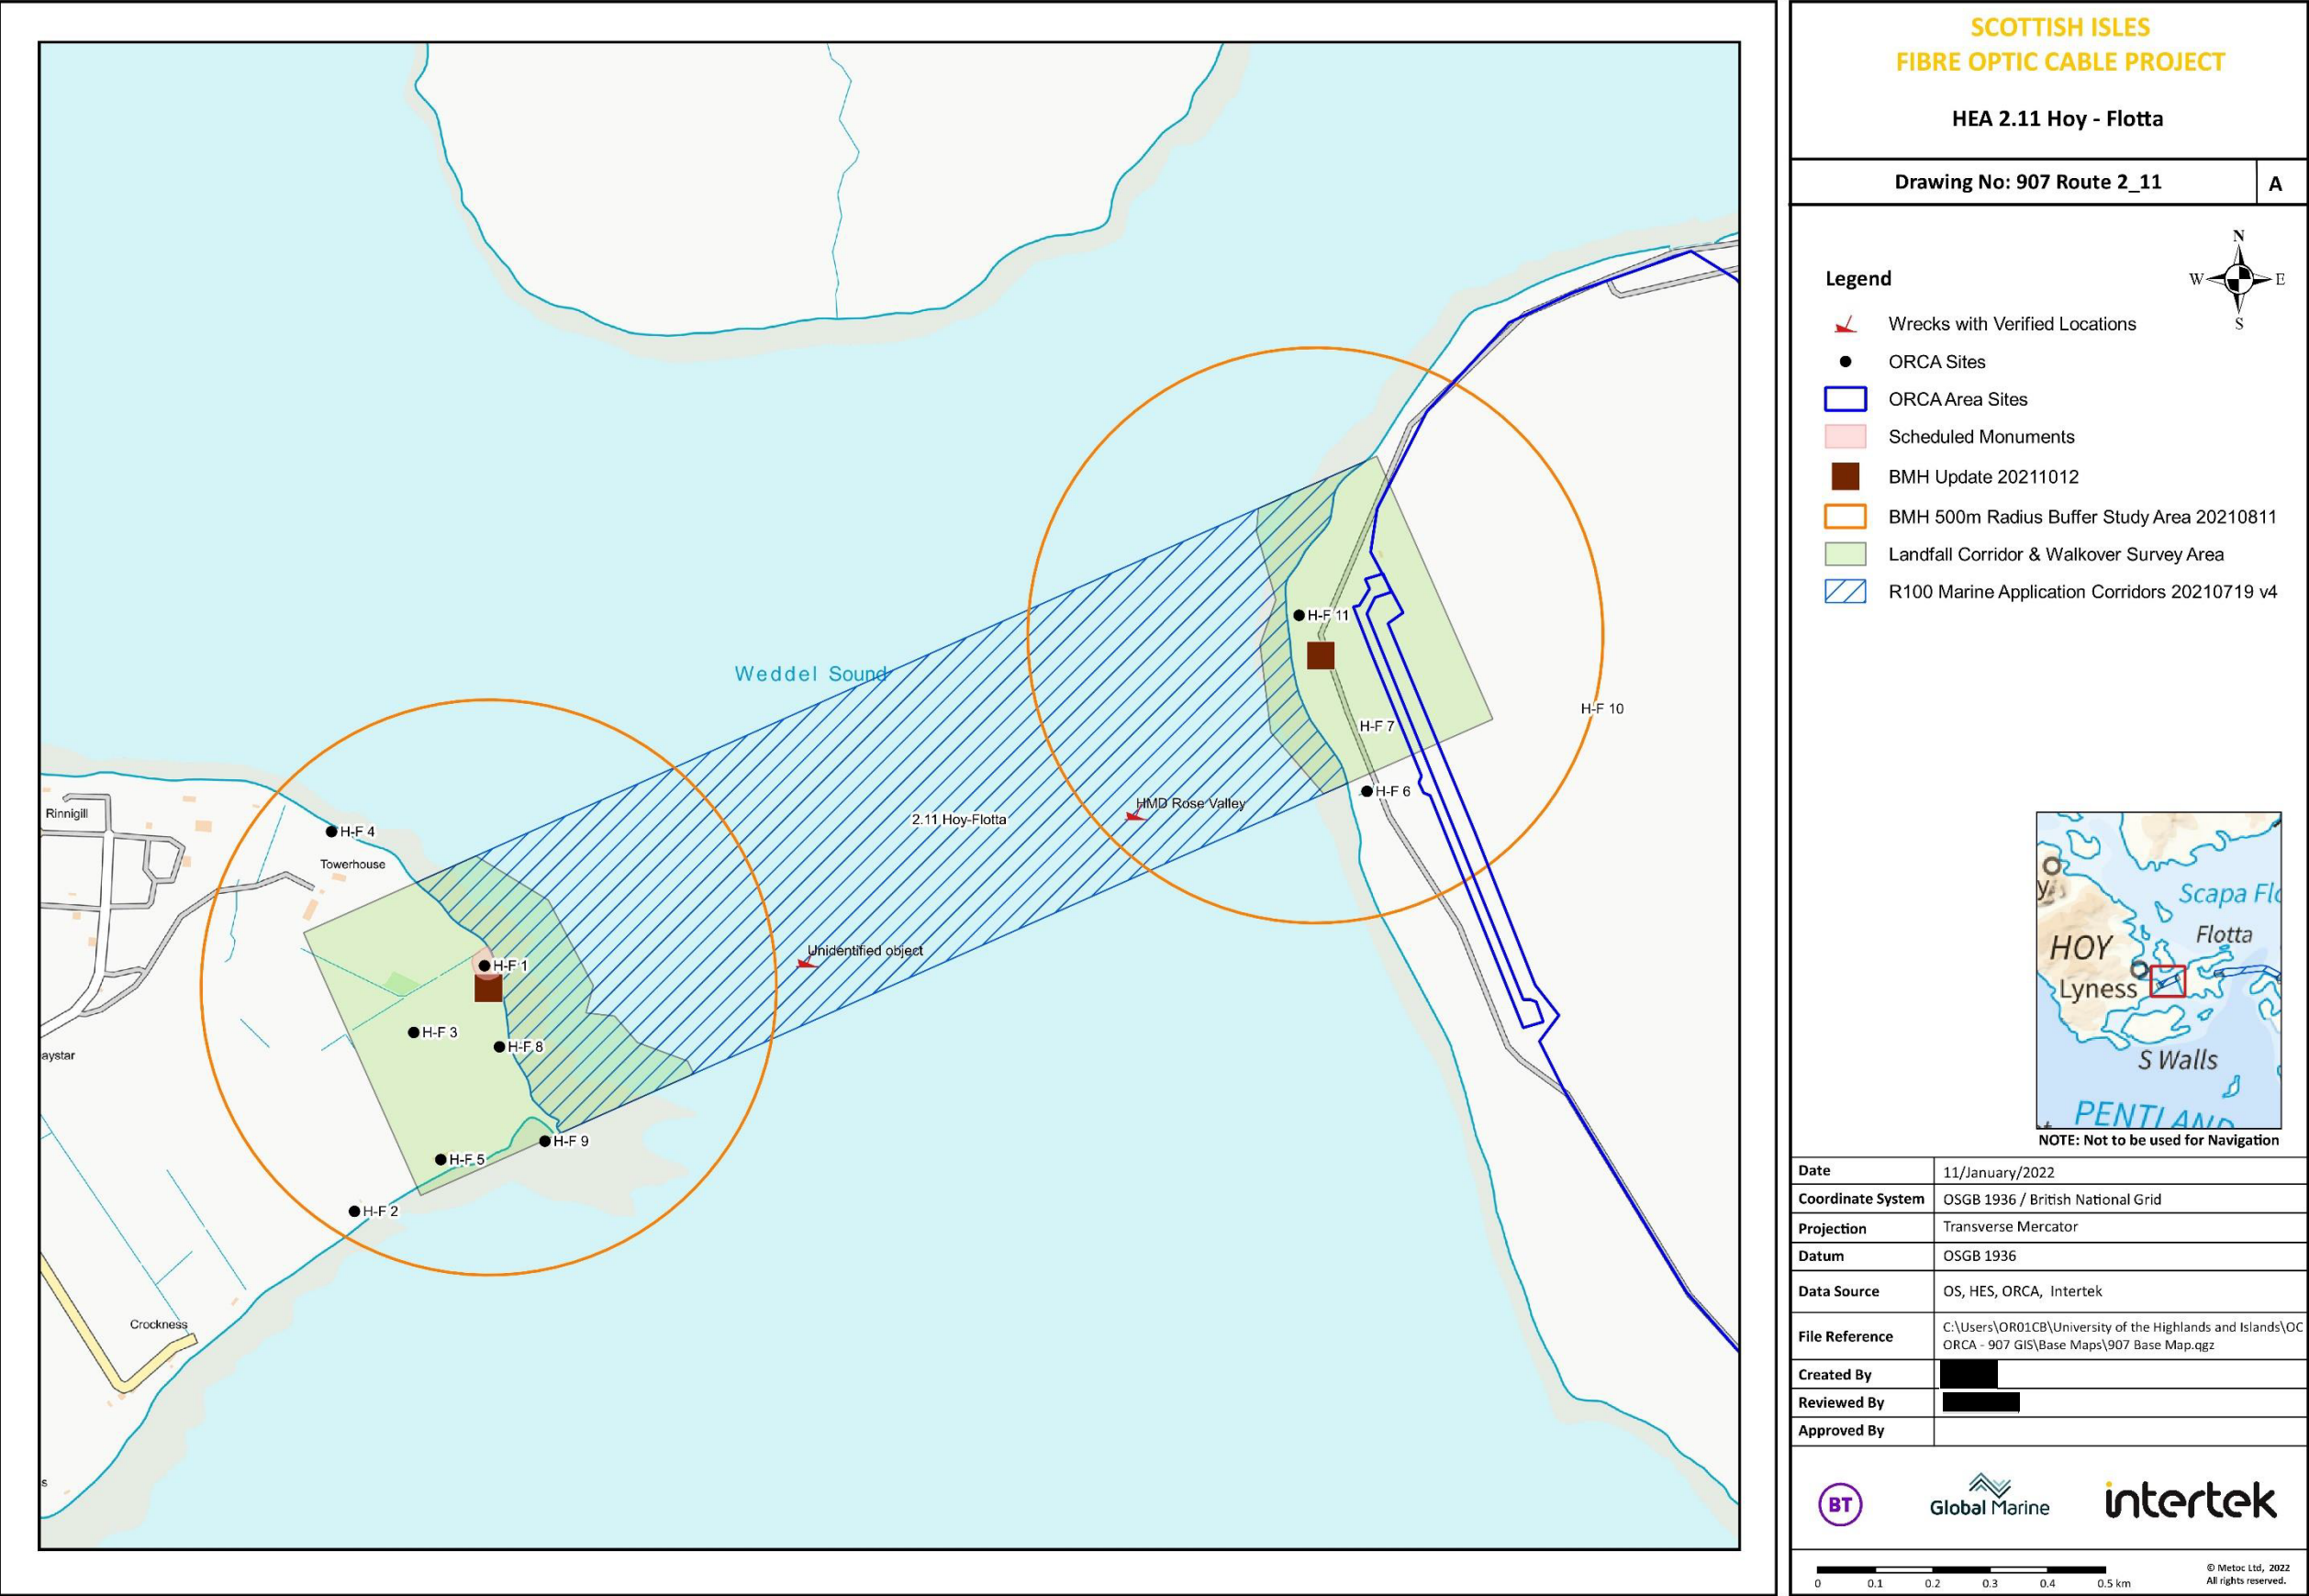 SCOTTISH ISLES
FIBRE OPTIC CABLE PROJECT
HEA 2.11 Hoy - Flotta
Drawing No: 907 Route 2_11
A
Legend
N
W
E
S
Wrecks with Verified Locations
ORCA Sites
ORCA Area Sites
Scheduled Monuments
BMH Update 20211012
BMH 500m Radius Buffer Study Area 20210811
Landfall Corridor & Walkover Survey Area
R100 Marine Application Corridors 20210719 v4
Weddel Sound
H-F 11
H-F 10
H-F 7
H-F 6
HMD Rose Valley
2.11 Hoy-Flotta
Rinnigill
H-F 4
Towerhouse
Unidentified object
H-F 1
H-F 3
H-F 8
aystar
H-F 9
H-F 5
H-F 2
Crockness
s
y
Scapa Flo
HOY
Flotta
Lyness
S Walls
PENTLAND
NOTE: Not to be used for Navigation
Date 11/January/2022
Coordinate System OSGB 1936 / British National Grid
Projection Transverse Mercator
Datum OSGB 1936
Data Source OS, HES, ORCA, Intertek
File Reference C:\Users\OR01CB\University of the Highlands and Islands\OC
ORCA - 907 GIS\Base Maps\907 Base Map.qgz
Created By
Reviewed By
Approved By
BT
Global Marine
intertek
0 0.1 0.2 0.3 0.4 0.5 km
© Metoc Ltd, 2022
All rights reserved.